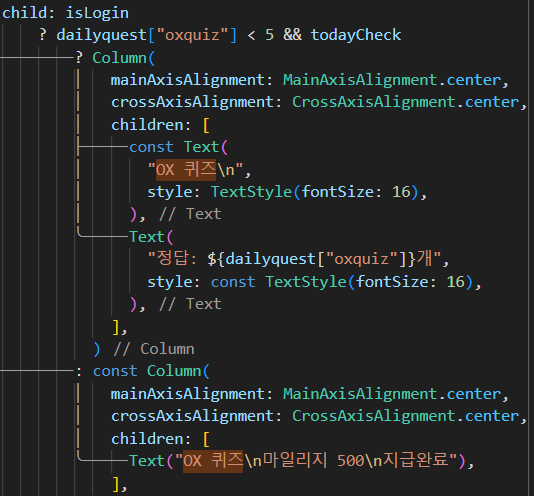 child: isLogin
? dailyquest["oxquiz"] < 5 && todayCheck
? Column(
mainAxisAlignment: MainAxisAlignment.center,
crossAxisAlignment: CrossAxisAlignment.center,
children: [
const Text(
"OX 퀴즈\n",
style: TextStyle(fontSize: 16),
), // Text
Text(
"정답: ${dailyquest["oxquiz"]}개",
style: const TextStyle(fontSize: 16),
), // Text
],
) // Column
: const Column(
mainAxisAlignment: MainAxisAlignment.center,
crossAxisAlignment: CrossAxisAlignment.center,
children: [
Text("OX 퀴즈\n마일리지 500\n지급완료"),
],